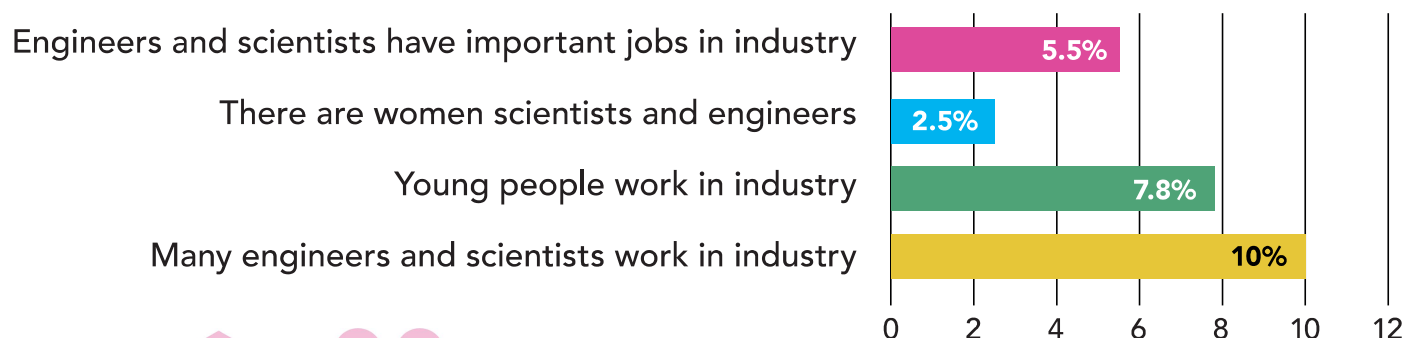 Engineers and scientists have important jobs in industry 5.5%
There are women scientists and engineers 2.5%
Young people work in industry 7.8%
Many engineers and scientists work in industry 10%
0 2 4 6 8 10 12